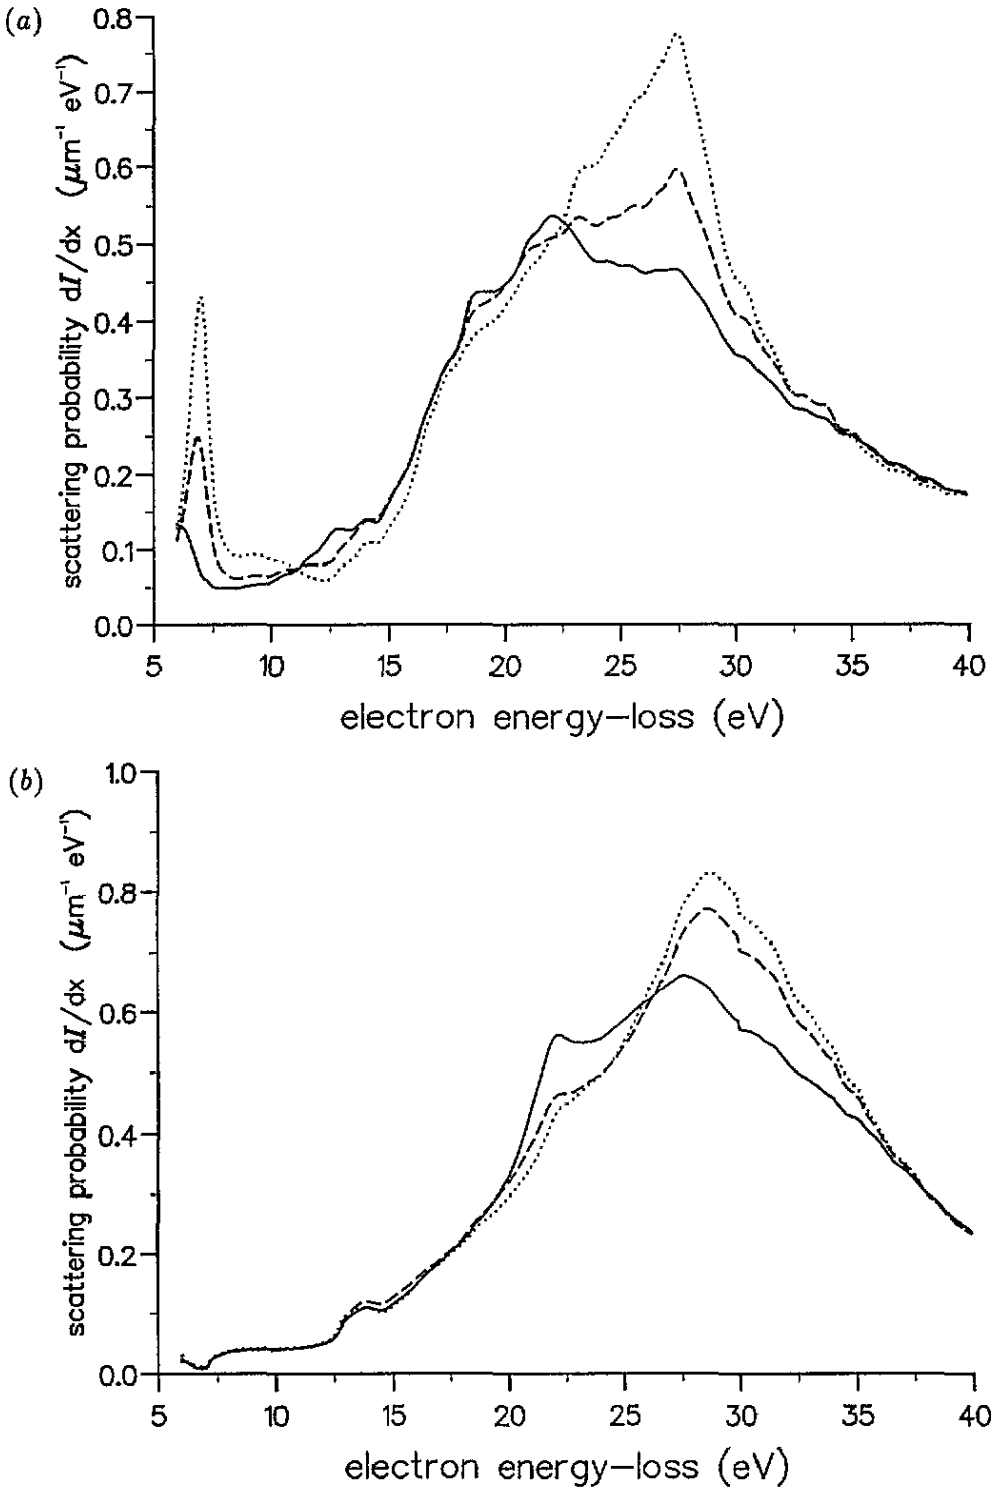 (a)
scattering probability dI/dx (μm⁻¹ eV⁻¹)
0.8
0.7
0.6
0.5
0.4
0.3
0.2
0.1
0.0
5 10 15 20 25 30 35 40
electron energy-loss (eV)
(b)
scattering probability dI/dx (μm⁻¹ eV⁻¹)
1.0
0.8
0.6
0.4
0.2
0.0
5 10 15 20 25 30 35 40
electron energy-loss (eV)